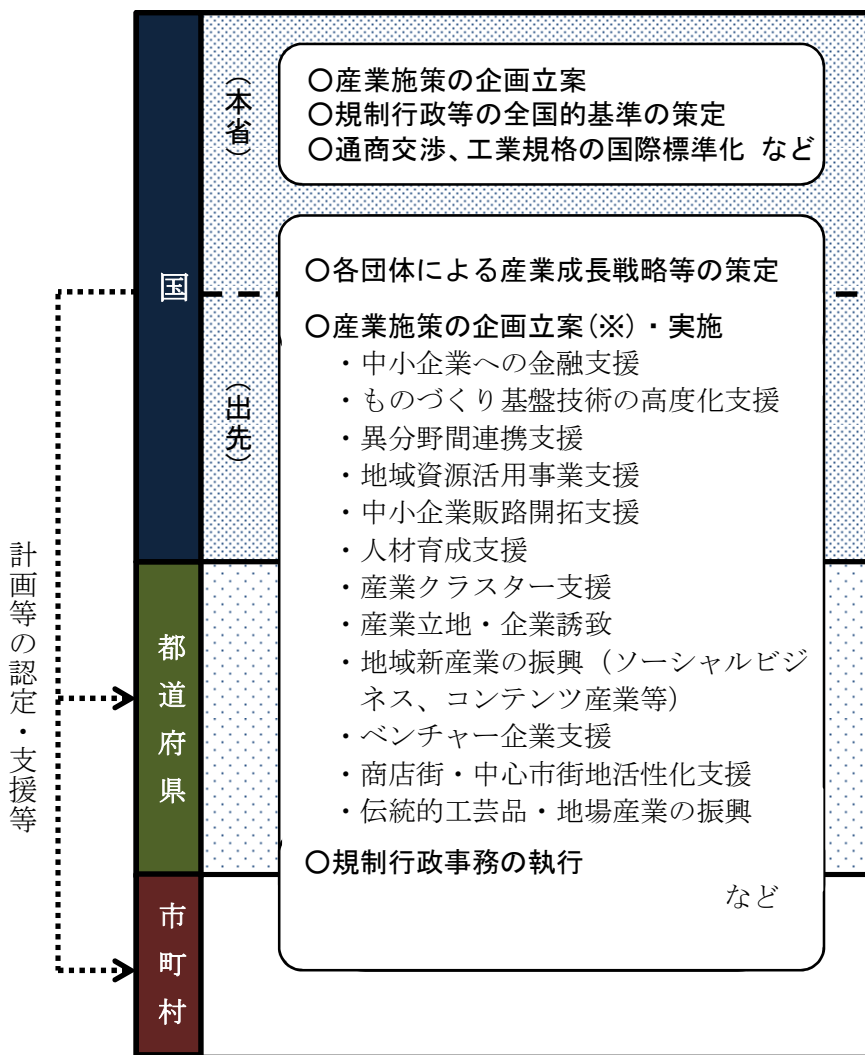 (本省)
○産業施策の企画立案
○規制行政等の全国的基準の策定
○通商交渉、工業規格の国際標準化 など
国
(出先)
○各団体による産業成長戦略等の策定
○産業施策の企画立案(※)・実施
・中小企業への金融支援
・ものづくり基盤技術の高度化支援
・異分野間連携支援
・地域資源活用事業支援
・中小企業販路開拓支援
・人材育成支援
・産業クラスター支援
・産業立地・企業誘致
・地域新産業の振興(ソーシャルビジ
ネス、コンテンツ産業等)
・ベンチャー企業支援
・商店街・中心市街地活性化支援
・伝統的工芸品・地場産業の振興
○規制行政事務の執行
など
計画等の認定・支援等
都道府県
市町村